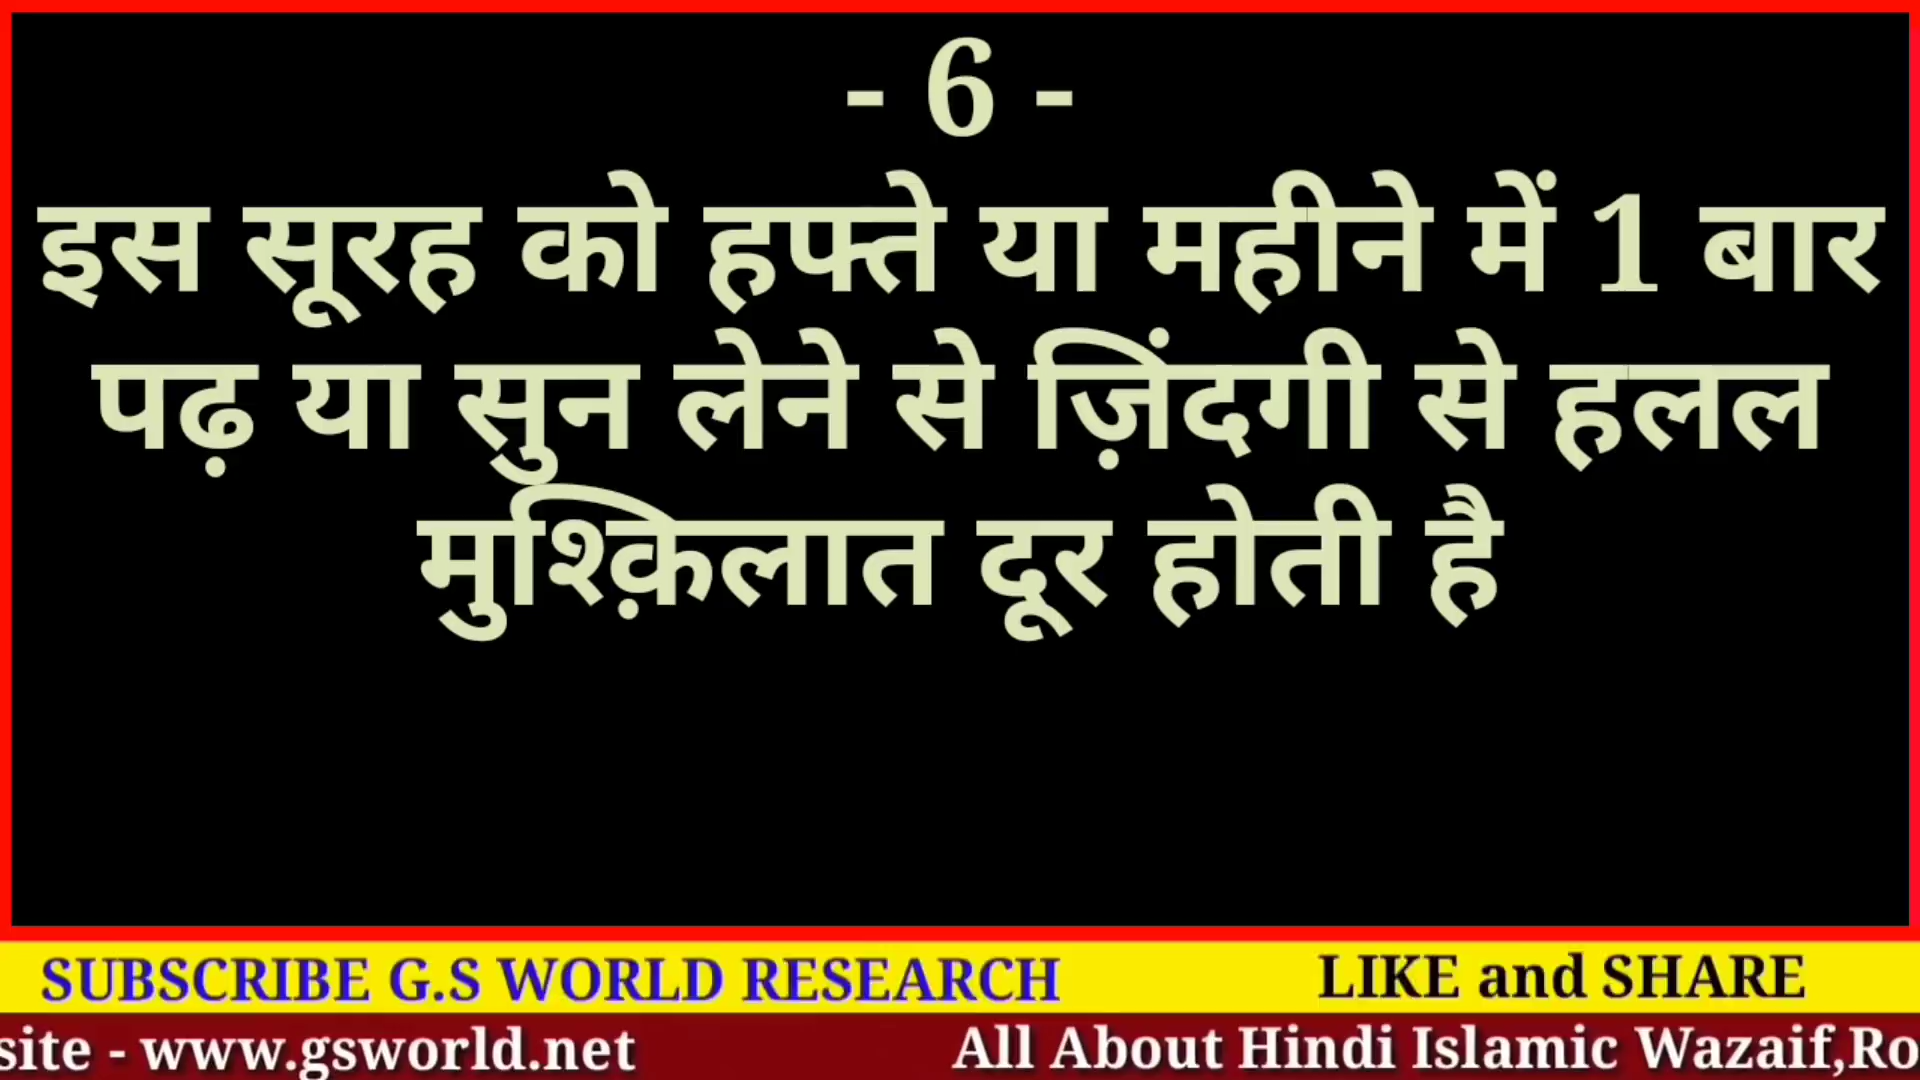 - 6 -
इस सूरह को हफ्ते या महीने में 1 बार
पढ़ या सुन लेने से ज़िंदगी से हलल
मुश्क़िलात दूर होती है
SUBSCRIBE G.S WORLD RESEARCH LIKE and SHARE
site - www.gsworld.net All About Hindi Islamic Wazaif,Ro